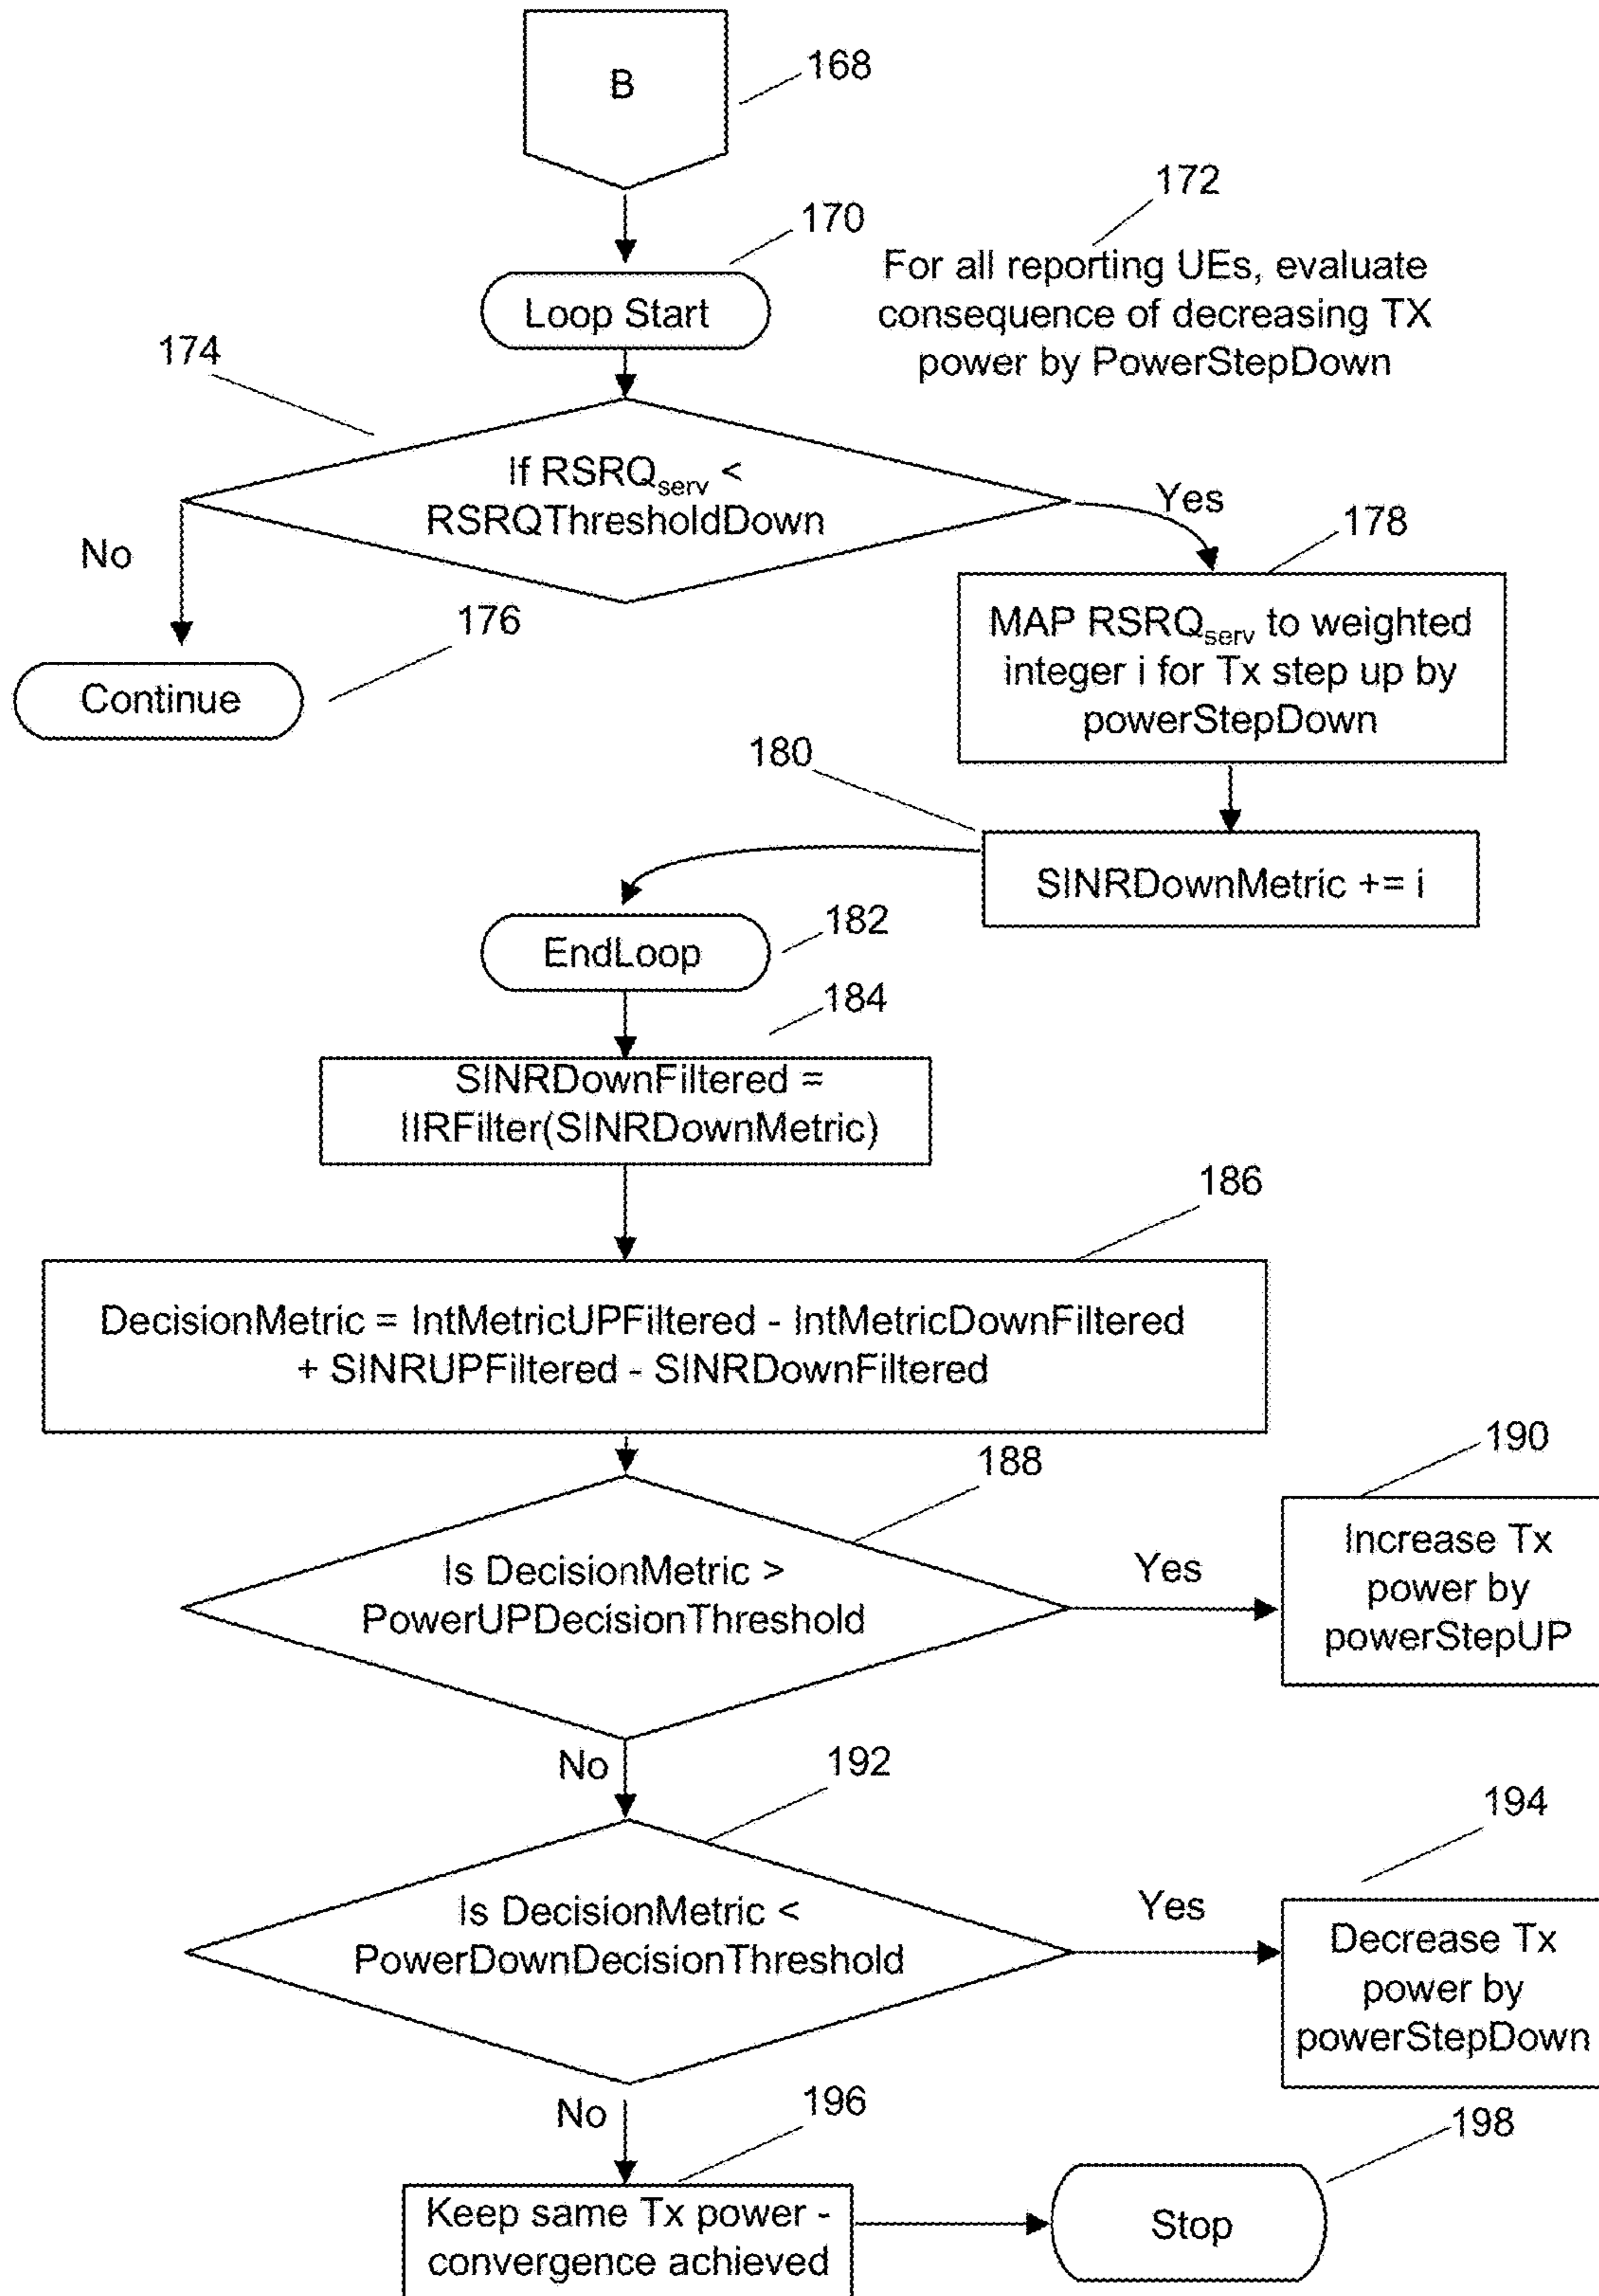 B
168
170
172
Loop Start
For all reporting UEs, evaluate
consequence of decreasing TX
power by PowerStepDown
174
If RSRQserv <
RSRQThresholdDown
Yes
No
176
Continue
178
MAP RSRQserv to weighted
integer i for Tx step up by
powerStepDown
180
SINRDownMetric += i
182
EndLoop
184
SINRDownFiltered =
IIRFilter(SINRDownMetric)
186
DecisionMetric = IntMetricUPFiltered - IntMetricDownFiltered
+ SINRUPFiltered - SINRDownFiltered
188
Is DecisionMetric >
PowerUPDecisionThreshold
Yes
190
Increase Tx
power by
powerStepUP
No
192
Is DecisionMetric <
PowerDownDecisionThreshold
Yes
194
Decrease Tx
power by
powerStepDown
No
196
Keep same Tx power -
convergence achieved
198
Stop